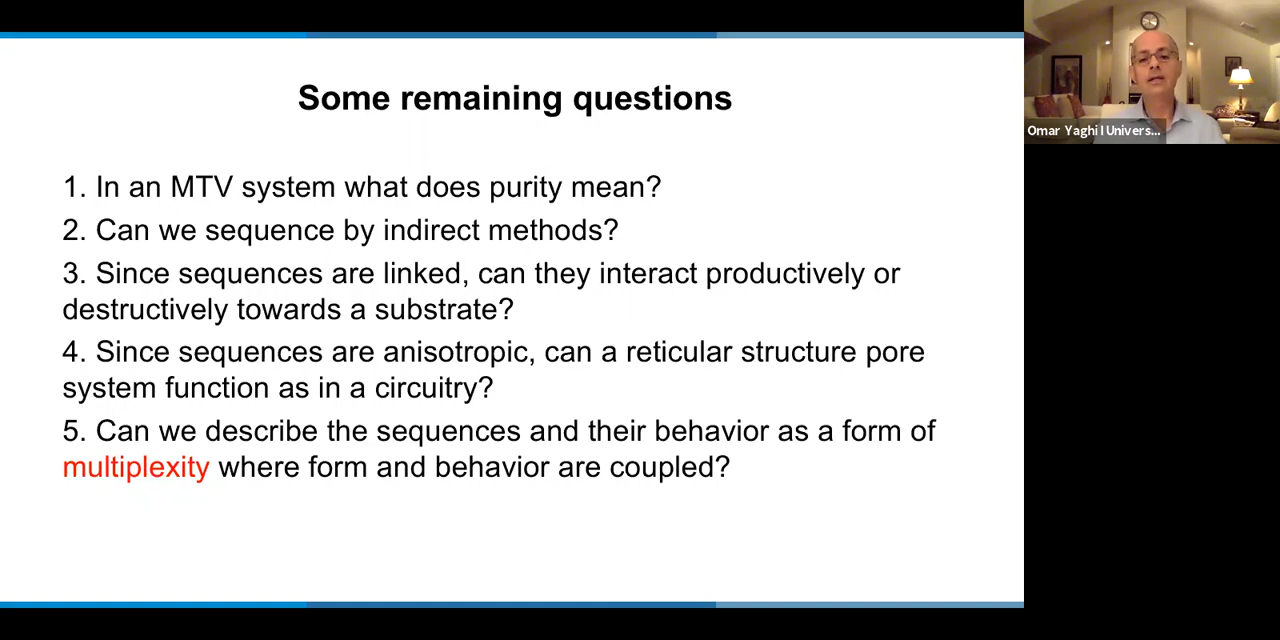 Some remaining questions
1. In an MTV system what does purity mean?
2. Can we sequence by indirect methods?
3. Since sequences are linked, can they interact productively or
destructively towards a substrate?
4. Since sequences are anisotropic, can a reticular structure pore
system function as in a circuitry?
5. Can we describe the sequences and their behavior as a form of
multiplexity where form and behavior are coupled?
Omar Yaghi I Univers...